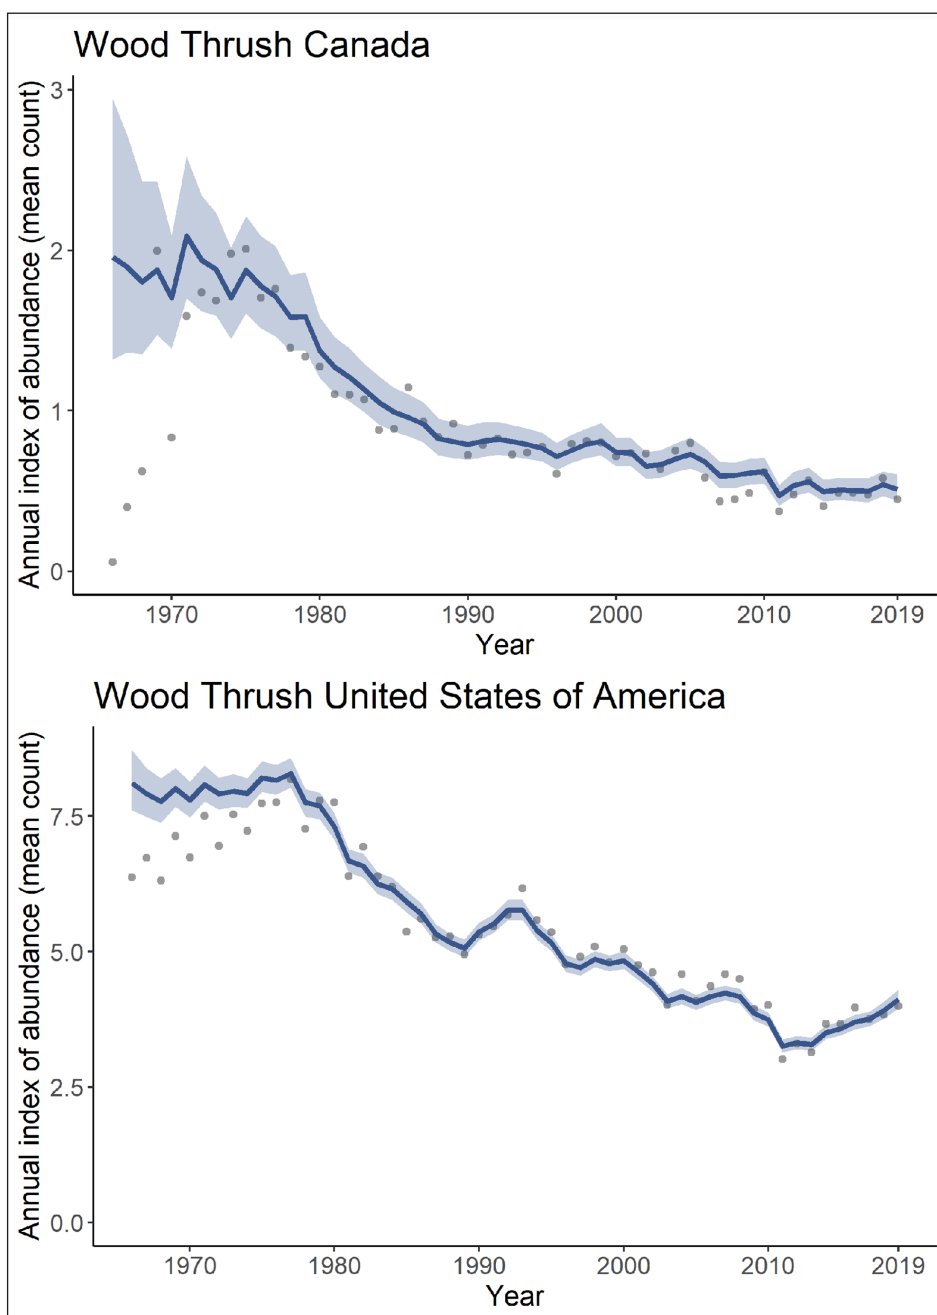 Wood Thrush Canada
Annual index of abundance (mean count)
3
2
1
0
1970 1980 1990 2000 2010 2019
Year
Wood Thrush United States of America
Annual index of abundance (mean count)
7.5
5.0
2.5
0.0
1970 1980 1990 2000 2010 2019
Year